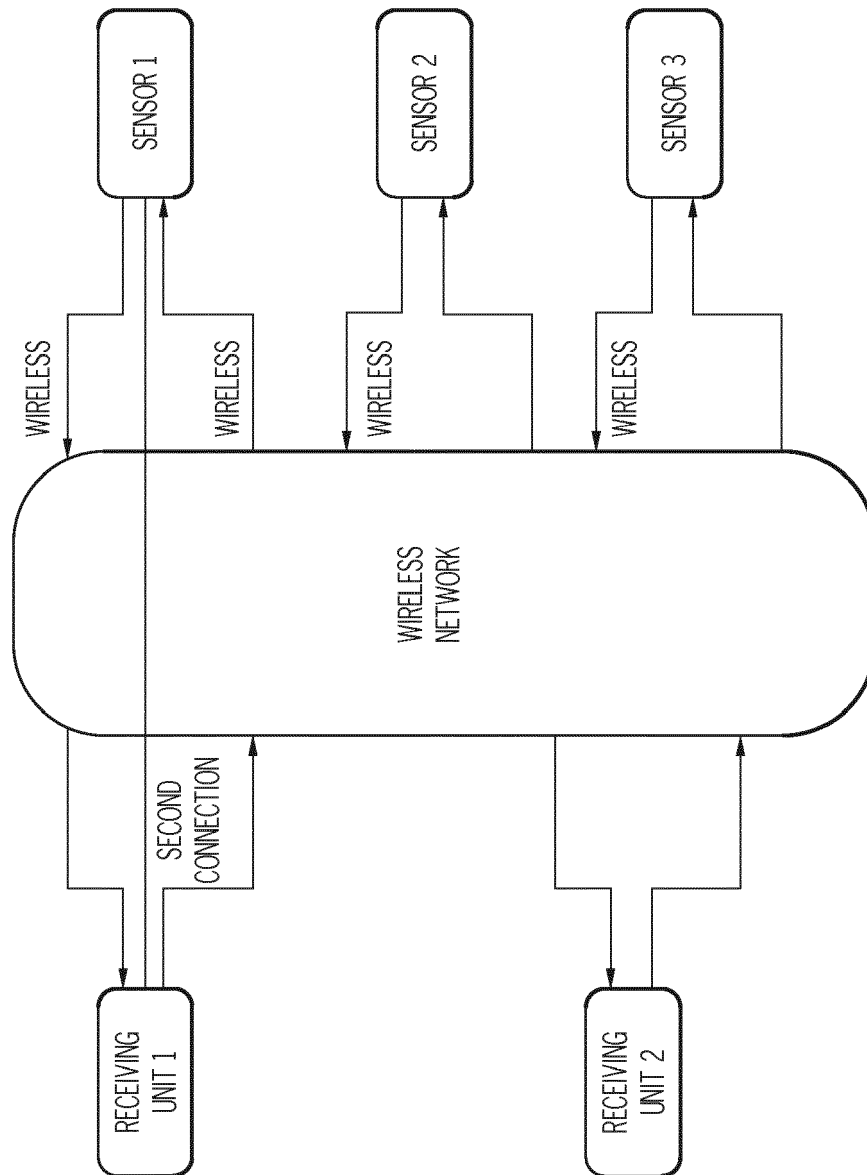 SENSOR 1
SENSOR 2
SENSOR 3
WIRELESS
WIRELESS
WIRELESS
WIRELESS
WIRELESS
NETWORK
SECOND
CONNECTION
RECEIVING
UNIT 1
RECEIVING
UNIT 2